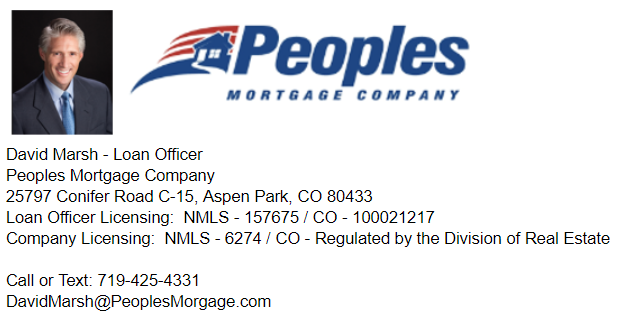 Peoples
MORTGAGE COMPANY
David Marsh - Loan Officer
Peoples Mortgage Company
25797 Conifer Road C-15, Aspen Park, CO 80433
Loan Officer Licensing:  NMLS - 157675 / CO - 100021217
Company Licensing:  NMLS - 6274 / CO - Regulated by the Division of Real Estate
Call or Text: 719-425-4331
DavidMarsh@PeoplesMorgage.com